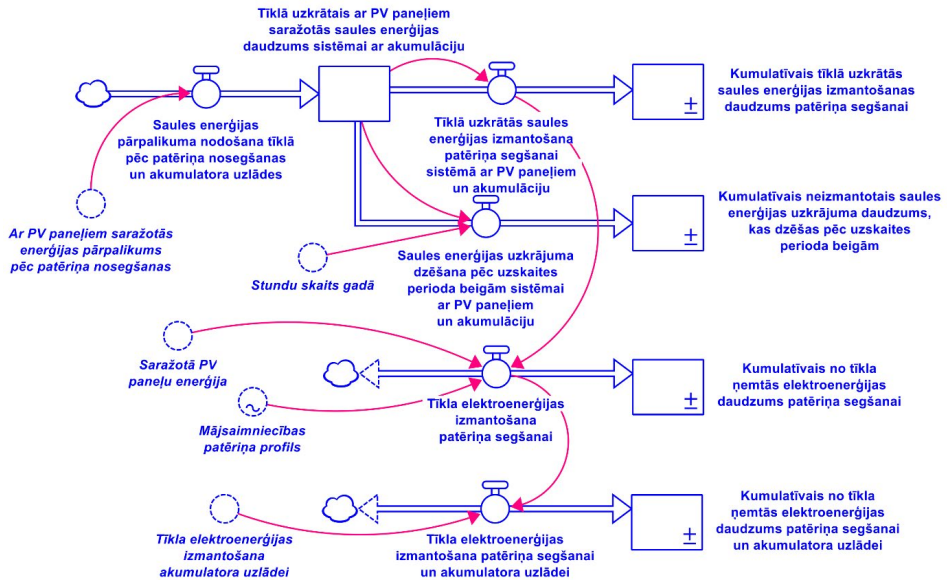 Tīklā uzkrātais ar PV paneļiem
saražotās saules enerģijas
daudzums sistēmai ar akumulāciju
Kumulatīvais tīklā uzkrātās
saules enerģijas izmantošanas
daudzums patēriņa segšanai
±
Saules enerģijas
pārpalikuma nodošana tīklā
pēc patēriņa nosegšanas
un akumulatora uzlādes
Tīklā uzkrātās saules
enerģijas izmantošana
patēriņa segšanai
sistēmā ar PV paneļiem
un akumulāciju
Kumulatīvais neizmantotais saules
enerģijas uzkrājuma daudzums,
kas dzēšas pēc uzskaites
perioda beigām
±
Ar PV paneļiem saražotās
enerģijas pārpalikums
pēc patēriņa nosegšanas
Stundu skaits gadā
Saules enerģijas uzkrājuma
dzēšana pēc uzskaites
perioda beigām sistēmai
ar PV paneļiem
un akumulāciju
Saražotā PV
paneļu enerģija
Kumulatīvais no tīkla
ņemtās elektroenerģijas
daudzums patēriņa segšanai
±
Mājsaimniecības
patēriņa profils
Tīkla elektroenerģijas
izmantošana
patēriņa segšanai
Kumulatīvais no tīkla
ņemtās elektroenerģijas
daudzums patēriņa segšanai
un akumulatora uzlādei
±
Tīkla elektroenerģijas
izmantošana
akumulatora uzlādei
Tīkla elektroenerģijas
izmantošana patēriņa segšanai
un akumulatora uzlādei